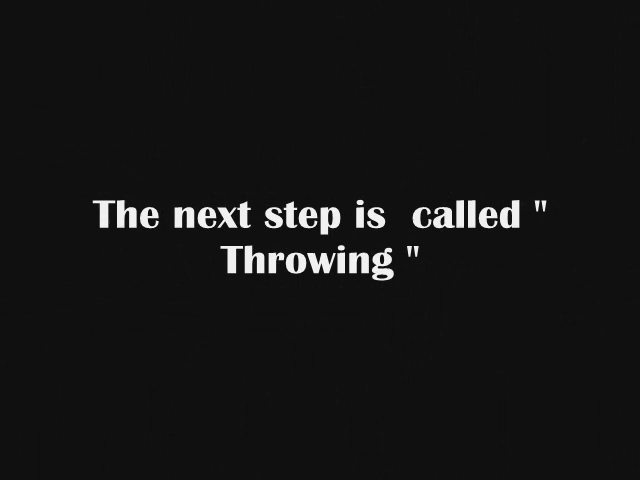 The next step is  called "
Throwing "